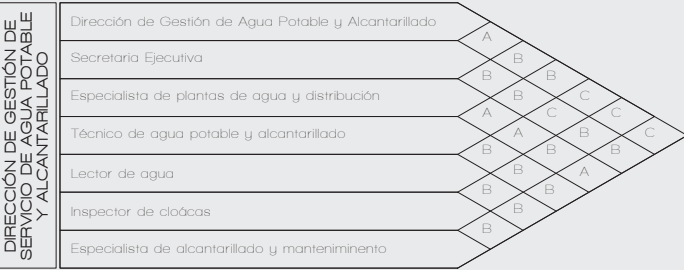 DIRECCIÓN DE GESTIÓN DE
SERVICIO DE AGUA POTABLE
Y ALCANTARILLADO
Dirección de Gestión de Agua Potable y Alcantarillado
Secretaria Ejecutiva
Especialista de plantas de agua y distribución
Técnico de agua potable y alcantarillado
Lector de agua
Inspector de cloácas
Especialista de alcantarillado y manteniminento
A
B
B B
B C
A C C
A B C
B B B
B A
B B
B
B